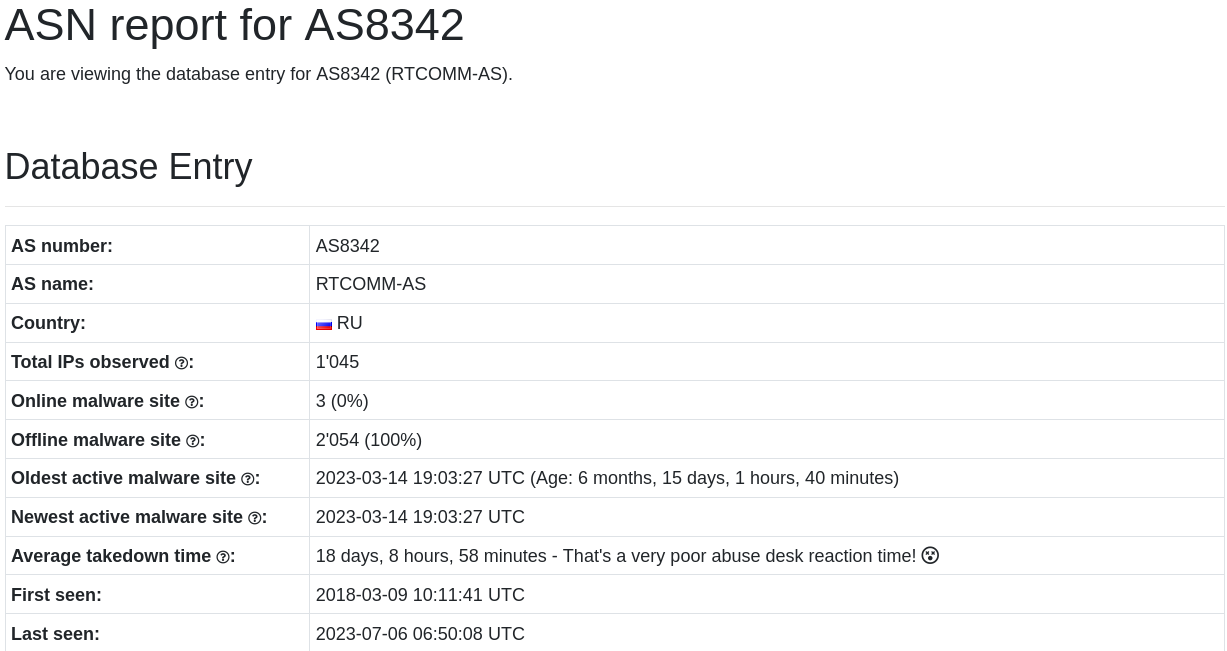 ASN report for AS8342
You are viewing the database entry for AS8342 (RTCOMM-AS).
Database Entry
AS number: AS8342
AS name: RTCOMM-AS
Country: RU
Total IPs observed ?: 1'045
Online malware site ?: 3 (0%)
Offline malware site ?: 2'054 (100%)
Oldest active malware site ?: 2023-03-14 19:03:27 UTC (Age: 6 months, 15 days, 1 hours, 40 minutes)
Newest active malware site ?: 2023-03-14 19:03:27 UTC
Average takedown time ?: 18 days, 8 hours, 58 minutes - That's a very poor abuse desk reaction time!
First seen: 2018-03-09 10:11:41 UTC
Last seen: 2023-07-06 06:50:08 UTC